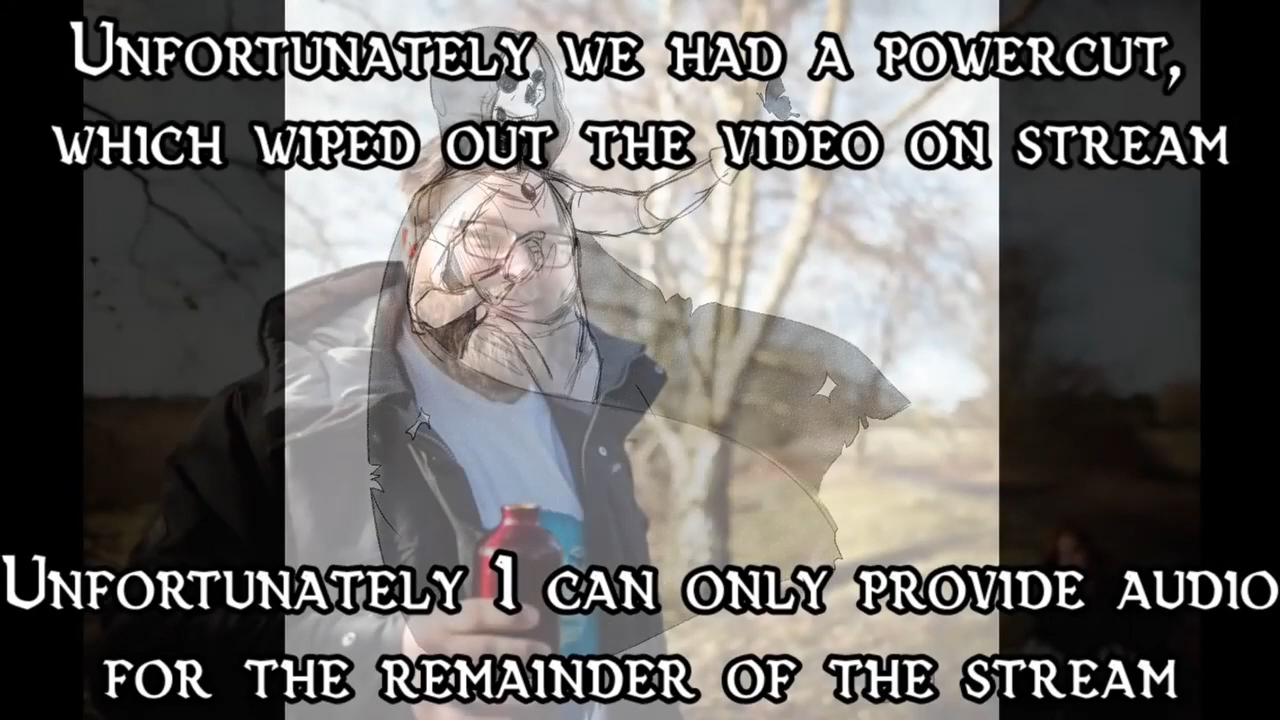 Unfortunately we had a powercut,
which wiped out the video on stream
Unfortunately I can only provide audio
for the remainder of the stream